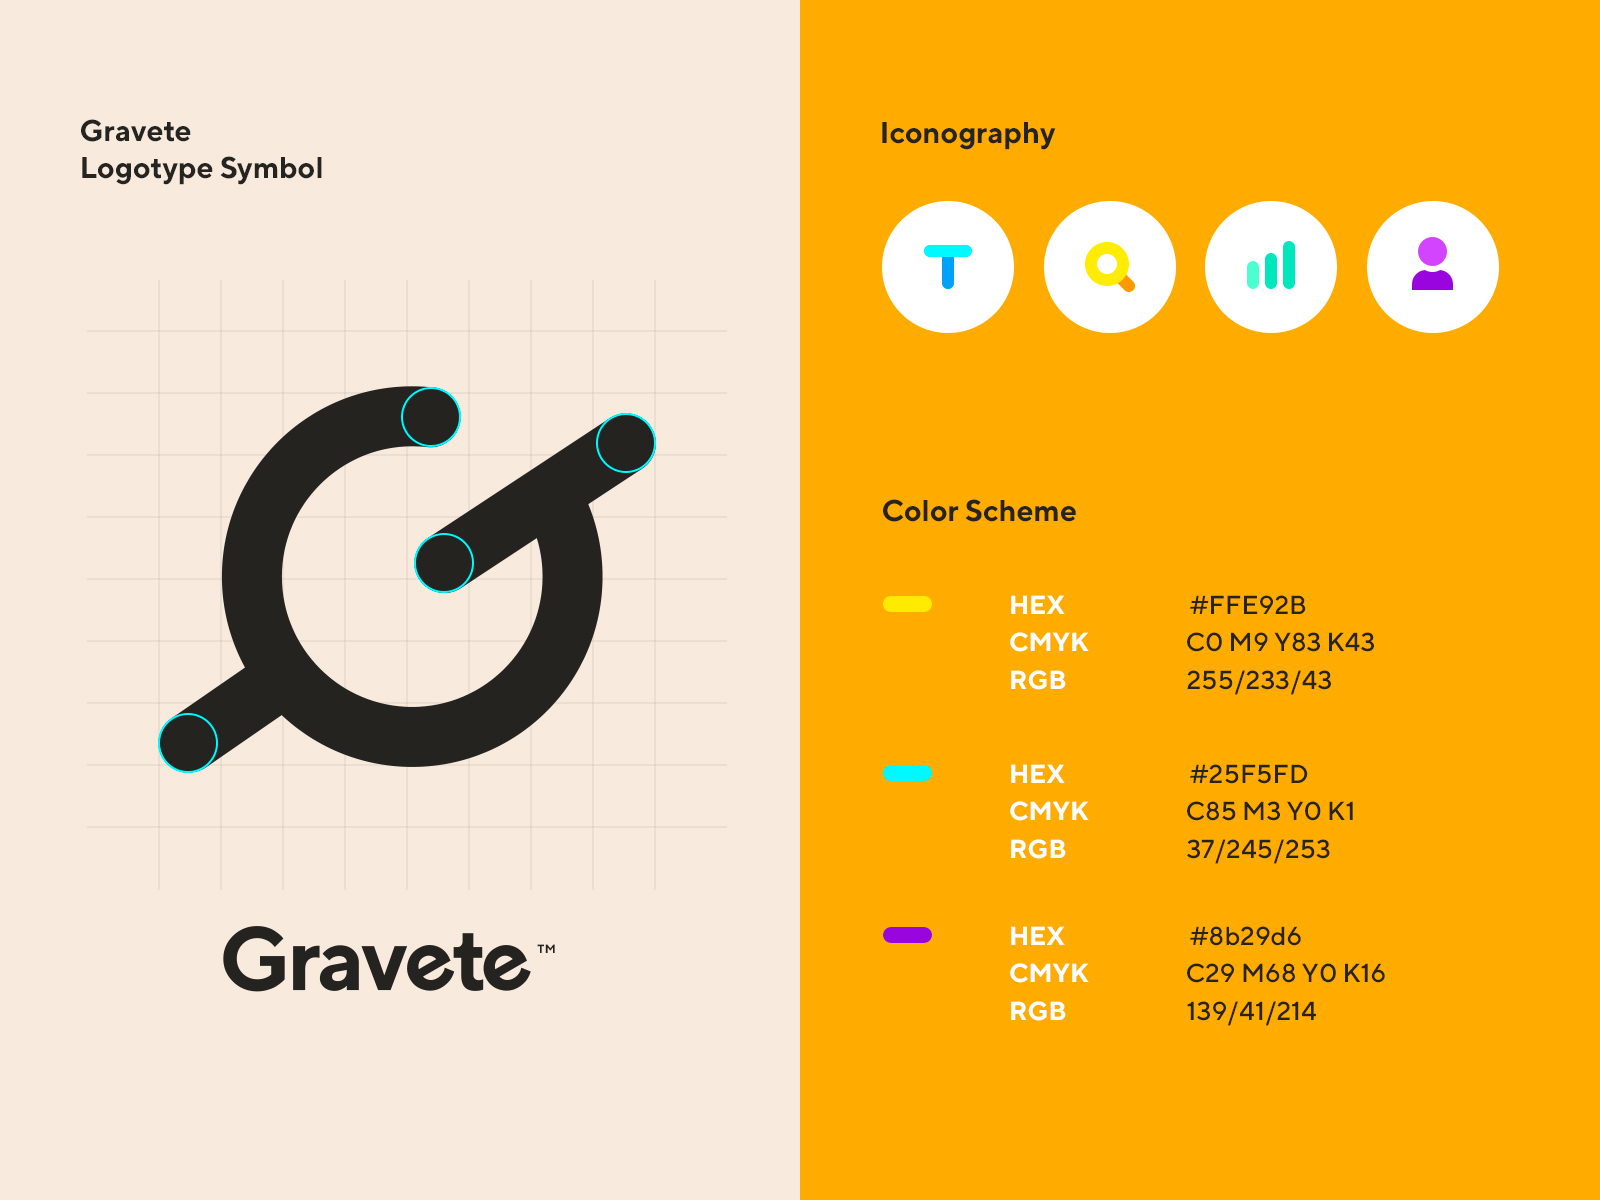 Gravete
Logotype Symbol
Gravete™
Iconography
Color Scheme
HEX #FFE92B
CMYK C0 M9 Y83 K43
RGB 255/233/43
HEX #25F5FD
CMYK C85 M3 Y0 K1
RGB 37/245/253
HEX #8b29d6
CMYK C29 M68 Y0 K16
RGB 139/41/214